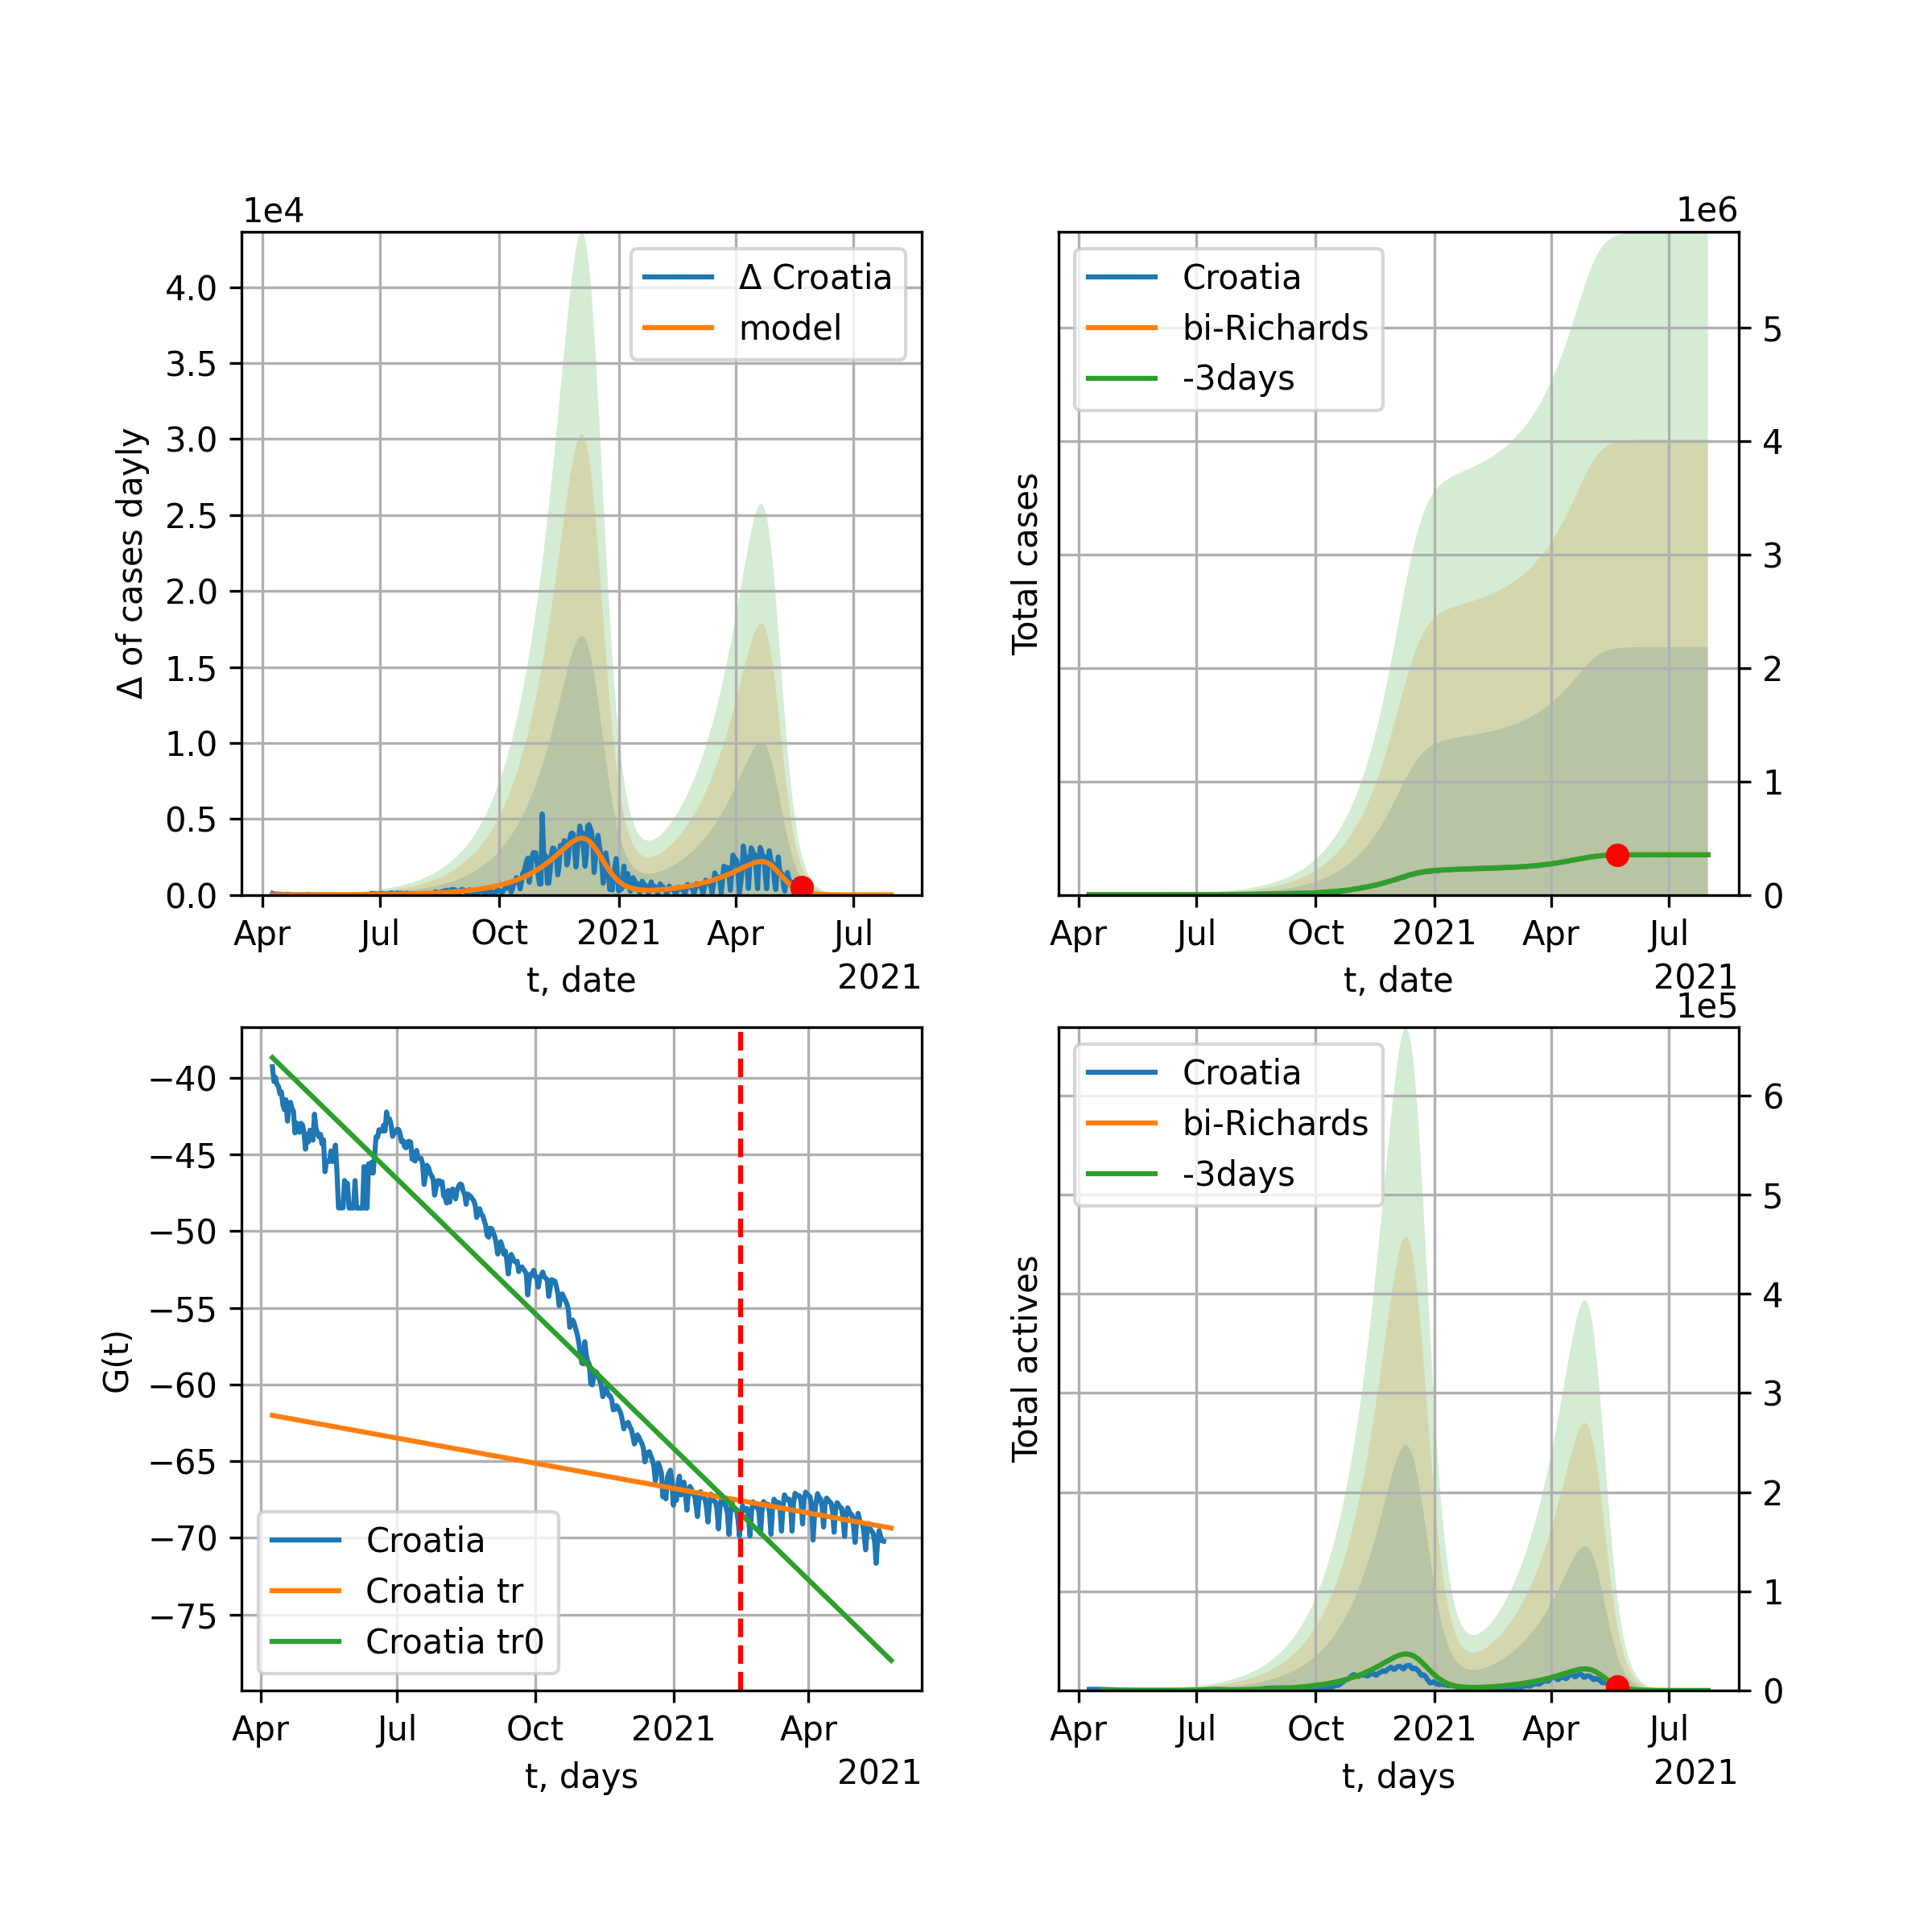 1e4
Δ of cases dayly
4.0
3.5
3.0
2.5
2.0
1.5
1.0
0.5
0.0
Δ Croatia
model
Apr Jul Oct 2021 Apr Jul
t, date
2021
1e6
Total cases
Croatia
bi-Richards
-3days
5
4
3
2
1
0
Apr Jul Oct 2021 Apr Jul
t, date
2021
G(t)
−40
−45
−50
−55
−60
−65
−70
−75
Croatia
Croatia tr
Croatia tr0
Apr Jul Oct 2021 Apr
t, days
2021
1e5
Total actives
Croatia
bi-Richards
-3days
6
5
4
3
2
1
0
Apr Jul Oct 2021 Apr Jul
t, days
2021